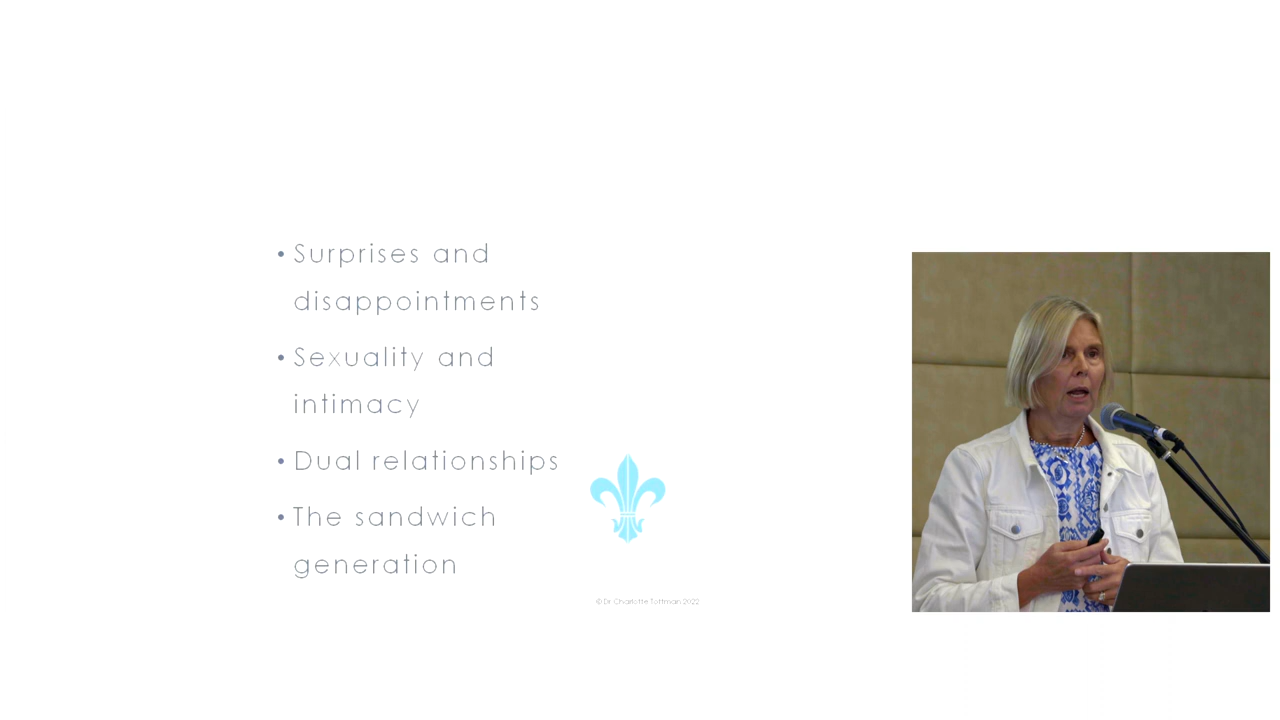 • Surprises and
disappointments
• Sexuality and
intimacy
• Dual relationships
• The sandwich
generation
© Dr Charlotte Tottman 2022